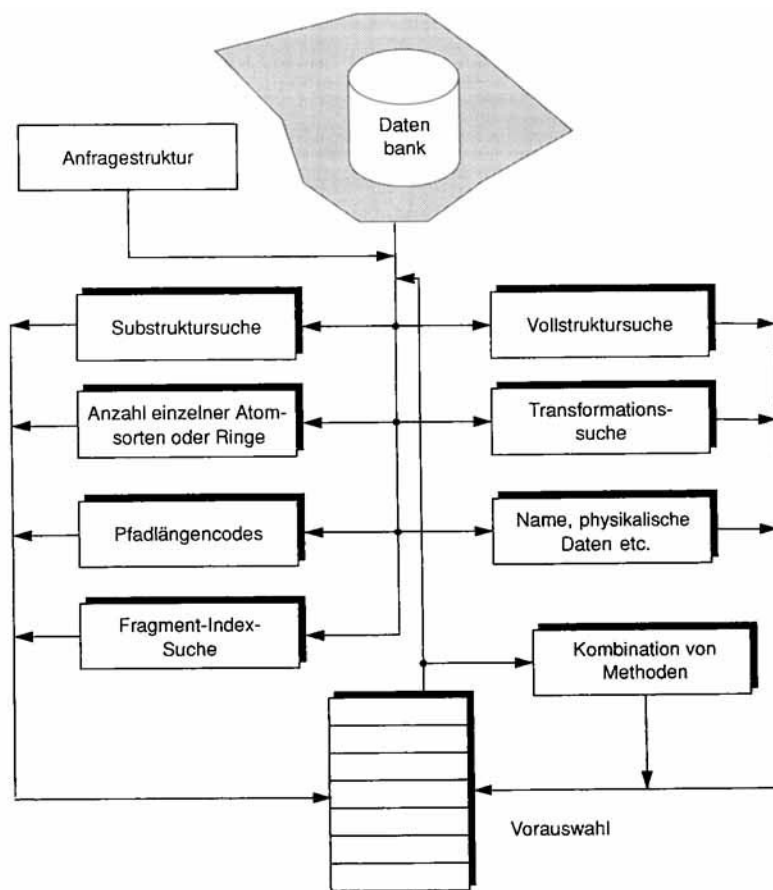 Daten
bank
Anfragestruktur
Substruktursuche
Vollstruktursuche
Anzahl einzelner Atom-
sorten oder Ringe
Transformations-
suche
Pfadlängencodes
Name, physikalische
Daten etc.
Fragment-Index-
Suche
Kombination von
Methoden
Vorauswahl